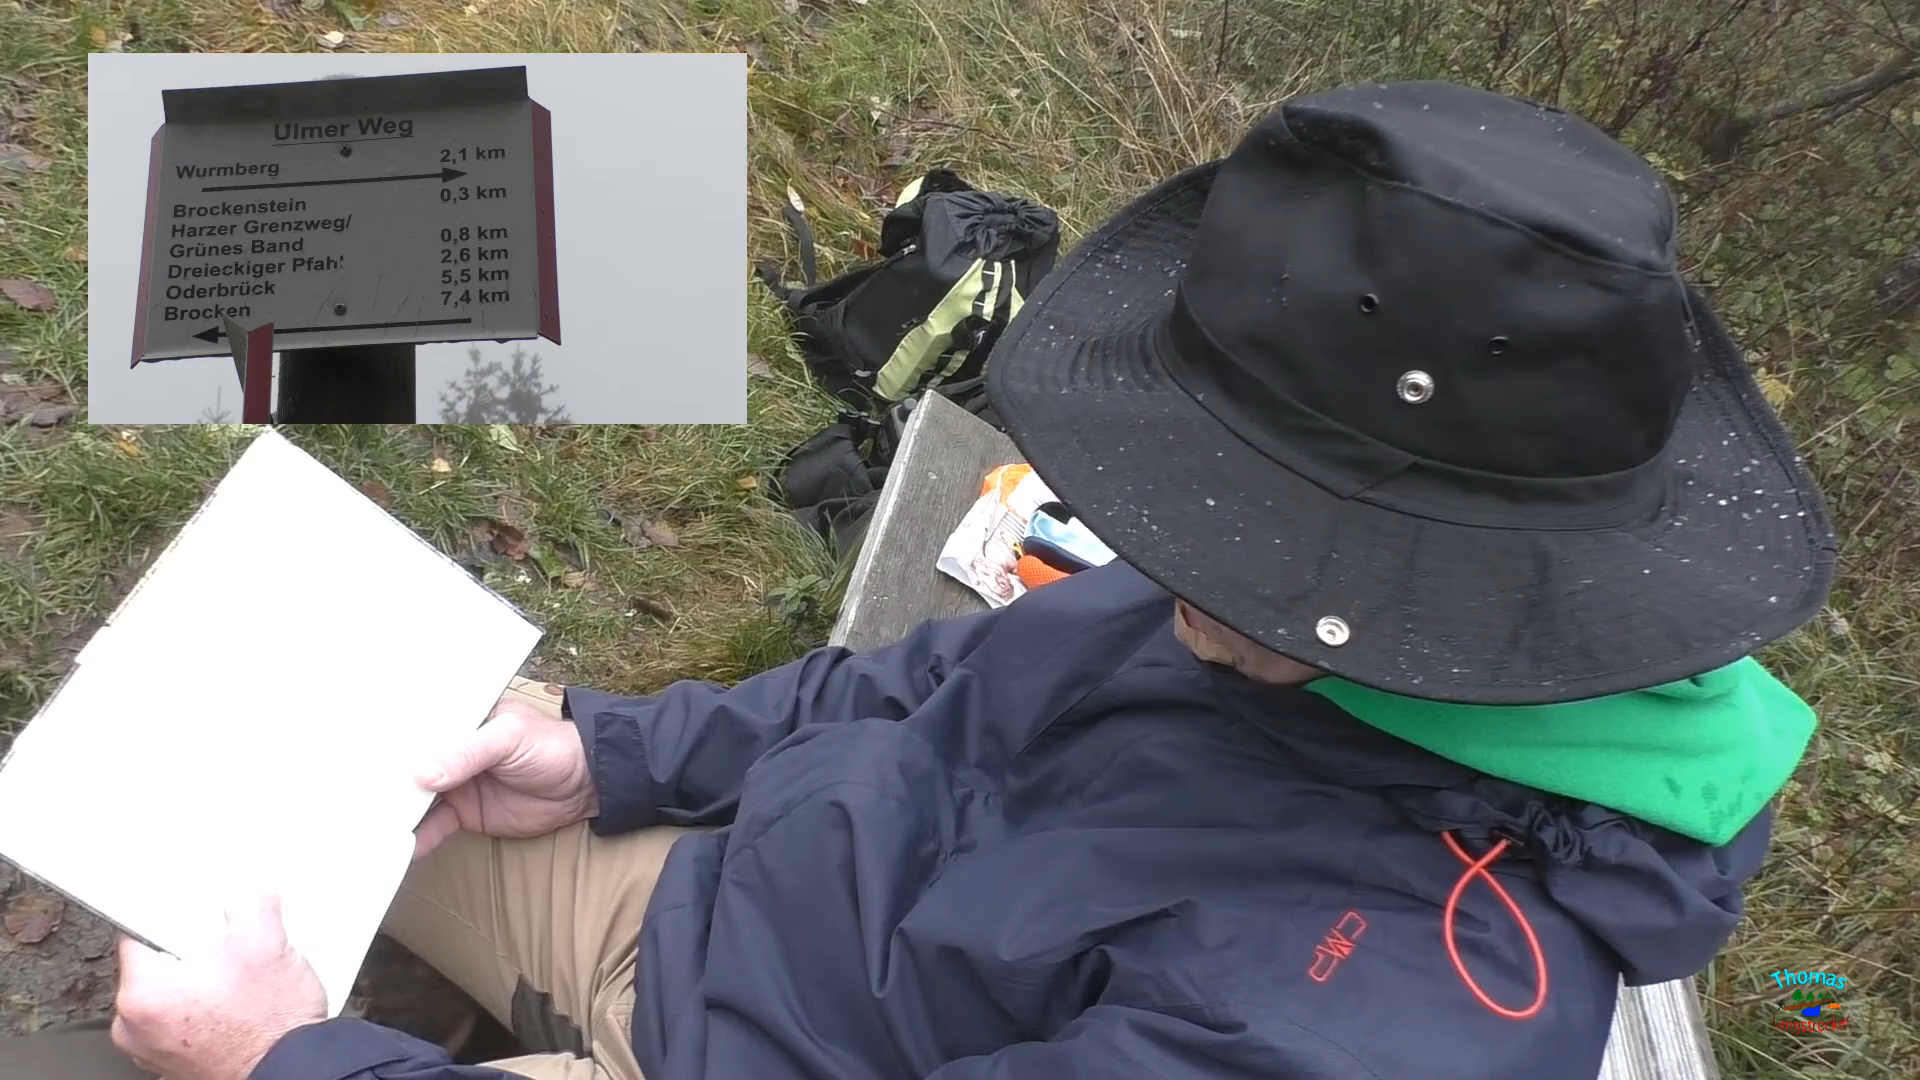 Ulmer Weg
Wurmberg 2,1 km
Brockenstein 0,3 km
Harzer Grenzweg/
Grünes Band 0,8 km
Dreieckiger Pfahl 2,6 km
Oderbrück 5,5 km
Brocken 7,4 km
CMP
Thomas